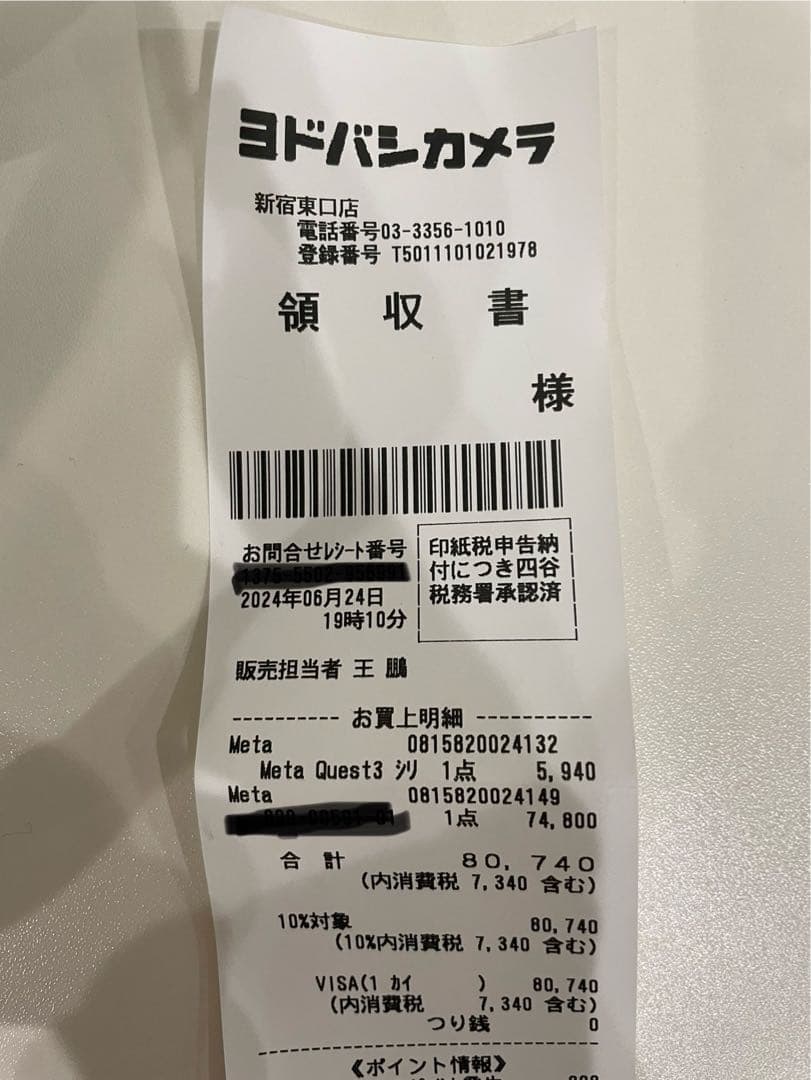 ヨドバシカメラ
新宿東口店
電話番号03-3356-1010
登録番号 T5011101021978
領 収 書
様
お問合せﾚｼｰﾄ番号
2024年06月24日
19時10分
印紙税申告納
付につき四谷
税務署承認済
販売担当者 王 鵬
---------- お買上明細 -----------
Meta 0815820024132
Meta Quest3 ｼﾘ 1点 5,940
Meta 0815820024149
1点 74,800
合 計 80,740
(内消費税 7,340 含む)
10%対象 80,740
(10%内消費税 7,340 含む)
VISA(1 ｶｲ ) 80,740
(内消費税 7,340 含む)
つり銭 0
《ポイント情報》